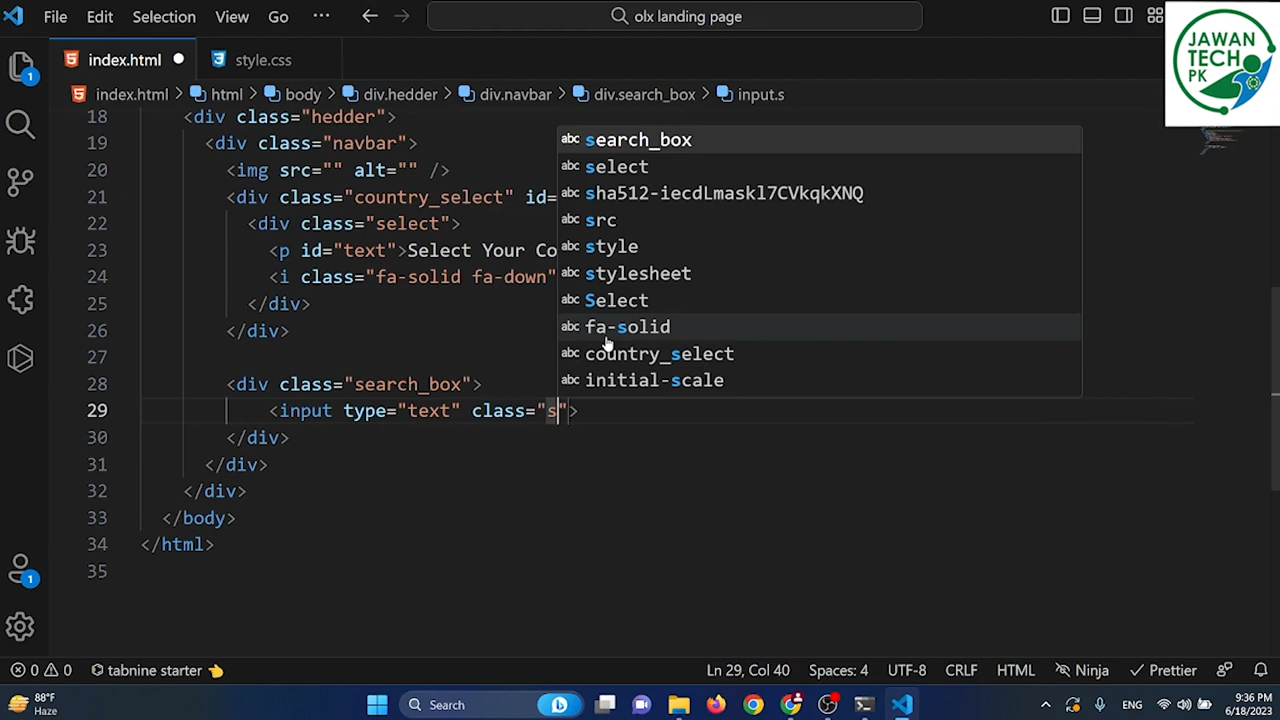 File Edit Selection View Go ··· olx landing page
JAWAN
TECH
PK
index.html style.css
index.html > html > body > div.hedder > div.navbar > div.search_box > input.s
18 <div class="hedder">
19 <div class="navbar">
20 <img src="" alt="" />
21 <div class="country_select" id=
22 <div class="select">
23 <p id="text">Select Your Co
24 <i class="fa-solid fa-down"
25 </div>
26 </div>
27
28 <div class="search_box">
29 <input type="text" class="s">
30 </div>
31 </div>
32 </div>
33 </body>
34 </html>
35
abc search_box
abc select
abc sha512-iecdLmaskl7CVkqkXNQ
abc src
abc style
abc stylesheet
abc Select
abc fa-solid
abc country_select
abc initial-scale
1
1
0 0 tabnine starter Ln 29, Col 40 Spaces: 4 UTF-8 CRLF HTML Ninja Prettier
88°F
Haze
Search
ENG
9:36 PM
6/18/2023